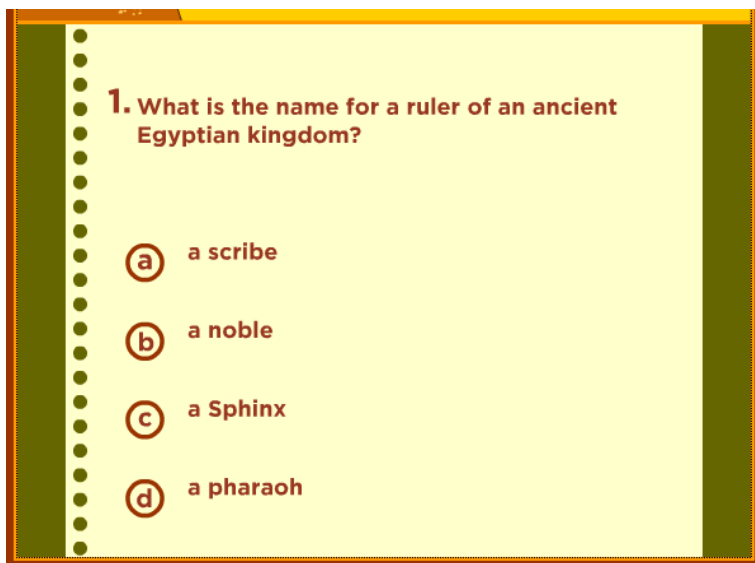 1. What is the name for a ruler of an ancient
Egyptian kingdom?
a a scribe
b a noble
c a Sphinx
d a pharaoh